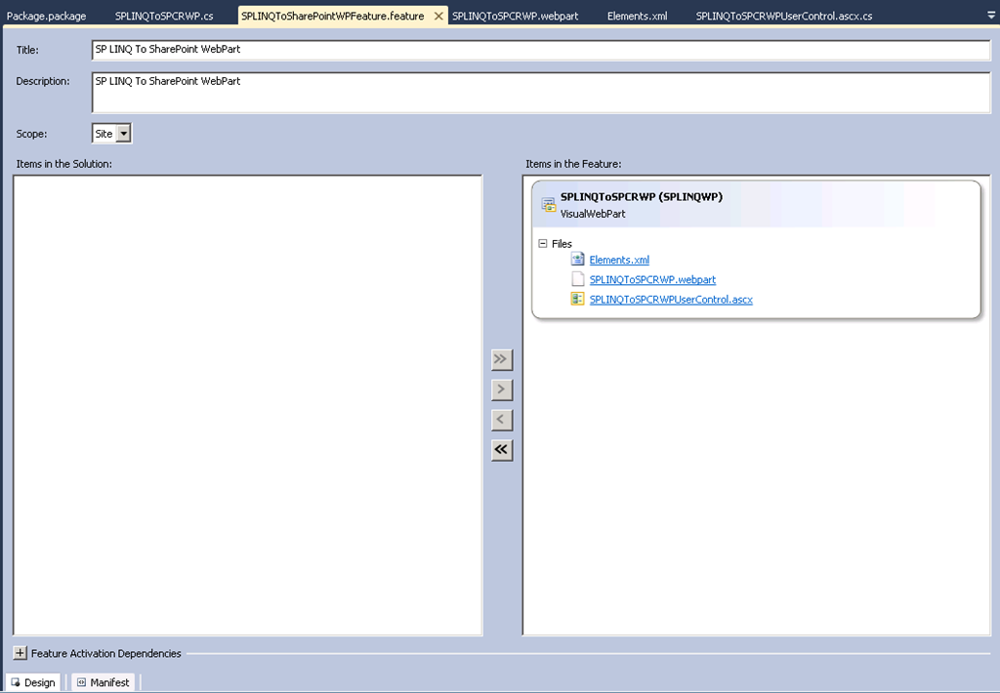 Package.package SPLINQToSPCRWP.cs SPLINQToSharePointWPFeature.feature SPLINQToSPCRWP.webpart Elements.xml SPLINQToSPCRWPUserControl.ascx.cs
Title: SP LINQ To SharePoint WebPart
Description: SP LINQ To SharePoint WebPart
Scope: Site
Items in the Solution: Items in the Feature:
SPLINQToSPCRWP (SPLINQWP)
VisualWebPart
Files
Elements.xml
SPLINQToSPCRWP.webpart
SPLINQToSPCRWPUserControl.ascx
Feature Activation Dependencies
Design Manifest